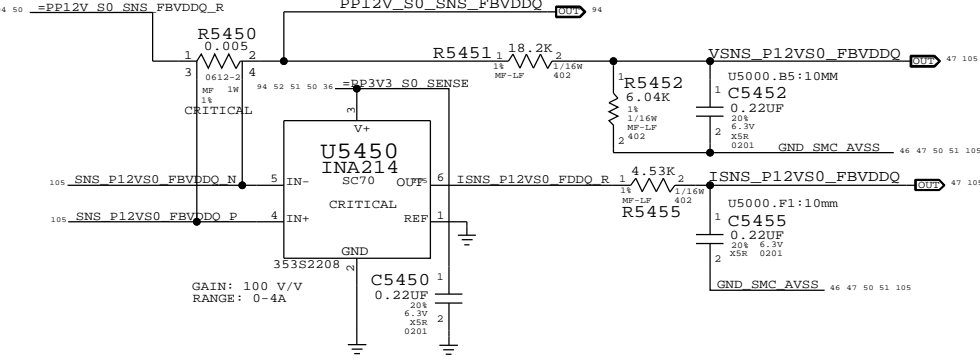 94 50 =PP12V_S0_SNS_FBVDDQ_R
PP12V_S0_SNS_FBVDDQ OUT 94
R5450
0.005
1 2
3 4
0612-2
MF 1W
1%
CRITICAL
R5451 1 18.2K 2
1% 1/16W
MF-LF 402
VSNS_P12VS0_FBVDDQ OUT 47 105
1 R5452
6.04K
1%
1/16W
MF-LF
2 402
U5000.B5:10MM
1 C5452
0.22UF
20%
2 6.3V
X5R
0201
GND_SMC_AVSS 46 47 50 51 105
94 52 51 50 36 =PP3V3_S0_SENSE
3
V+
U5450
INA214
SC70
CRITICAL
105 SNS_P12VS0_FBVDDQ_N 5 IN-
105 SNS_P12VS0_FBVDDQ_P 4 IN+
OUT 6 ISNS_P12VS0_FDDQ_R
REF 1
GND
2
353S2208
1 4.53K 2
1% 1/16W
MF-LF 402
R5455
ISNS_P12VS0_FBVDDQ OUT 47 105
U5000.F1:10mm
1 C5455
0.22UF
20% 6.3V
2 X5R 0201
GND_SMC_AVSS 46 47 50 51 105
GAIN: 100 V/V
RANGE: 0-4A
C5450 1
0.22UF
20%
6.3V
X5R 2
0201